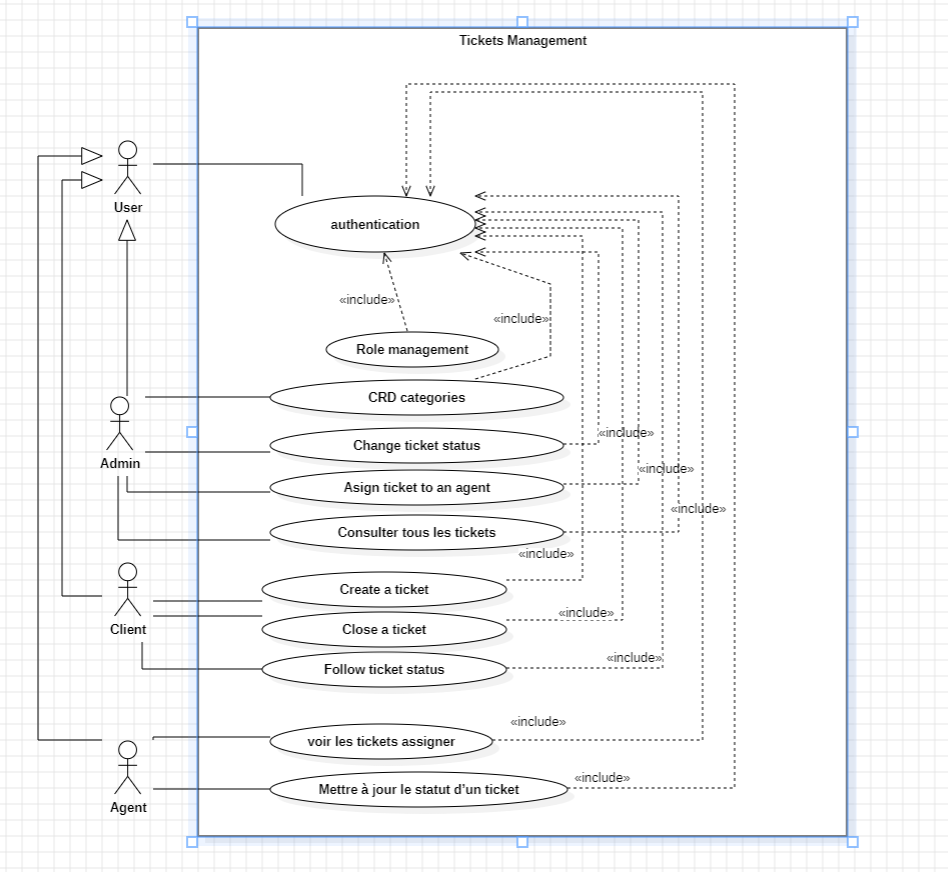 Tickets Management
User
authentication
«include»
«include»
Role management
CRD categories
Admin
Change ticket status
«include»
Asign ticket to an agent
«include»
Consulter tous les tickets
«include»
«include»
Create a ticket
Client
Close a ticket
«include»
Follow ticket status
«include»
voir les tickets assigner
«include»
Agent
Mettre à jour le statut d’un ticket
«include»